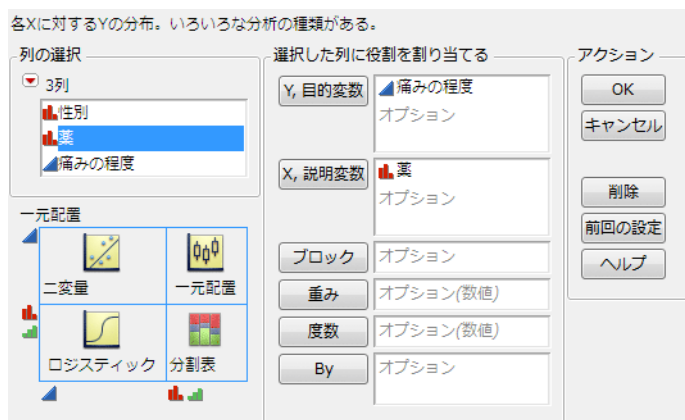 各Xに対するYの分布。いろいろな分析の種類がある。
列の選択
3列
性別
薬
痛みの程度
一元配置
二変量
一元配置
ロジスティック
分割表
選択した列に役割を割り当てる
Y, 目的変数
痛みの程度
オプション
X, 説明変数
薬
オプション
ブロック
オプション
重み
オプション(数値)
度数
オプション(数値)
By
オプション
アクション
OK
キャンセル
削除
前回の設定
ヘルプ